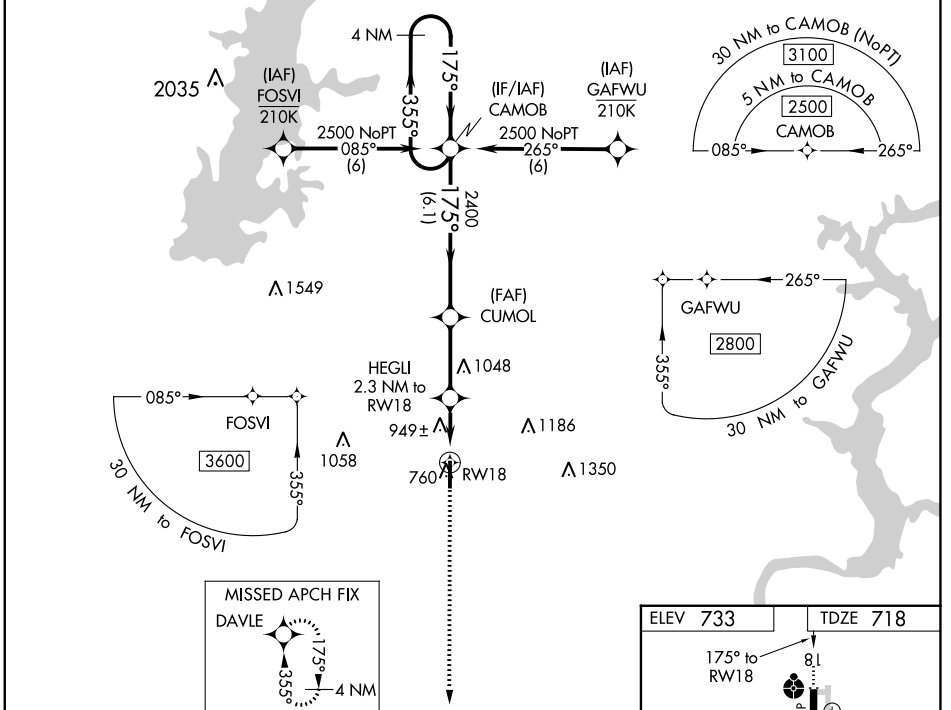 4 NM
175°
355°
2035
(IAF)
FOSVI
210K
2500 NoPT
085°
(6)
(IF/IAF)
CAMOB
2500 NoPT
265°
(6)
(IAF)
GAFWU
210K
30 NM to CAMOB (NoPT)
3100
5 NM to CAMOB
2500
CAMOB
085°
265°
2400
175°
(6.1)
1549
(FAF)
CUMOL
265°
GAFWU
2800
355°
30 NM to GAFWU
HEGLI
2.3 NM to
RW18
1048
085°
FOSVI
3600
355°
30 NM to FOSVI
1058
949±
1186
760
RW18
1350
MISSED APCH FIX
DAVLE
175°
355°
4 NM
ELEV 733
TDZE 718
175° to
RW18
18
P